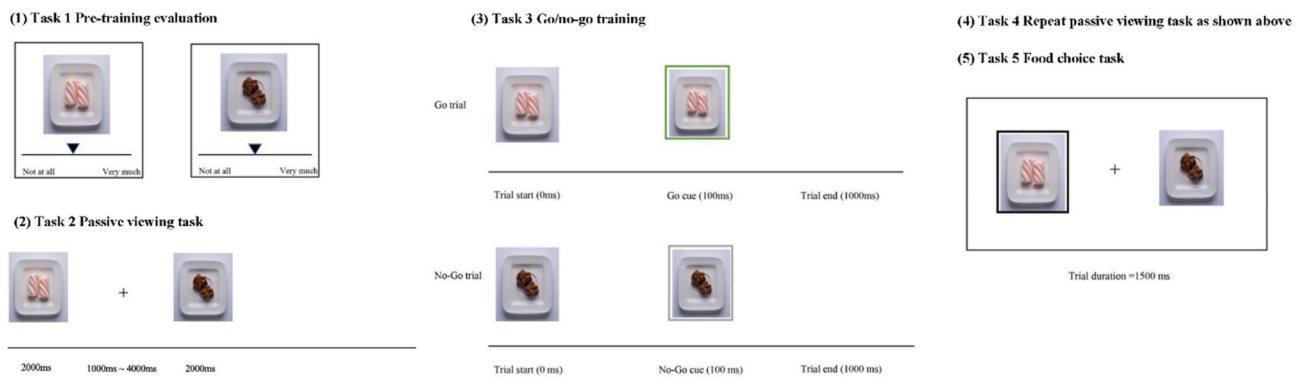 (1) Task 1 Pre-training evaluation
Not at all Very much
Not at all Very much
(2) Task 2 Passive viewing task
+
2000ms 1000ms ~ 4000ms 2000ms
(3) Task 3 Go/no-go training
Go trial
Trial start (0ms) Go cue (100ms) Trial end (1000ms)
No-Go trial
Trial start (0 ms) No-Go cue (100 ms) Trial end (1000 ms)
(4) Task 4 Repeat passive viewing task as shown above
(5) Task 5 Food choice task
+
Trial duration =1500 ms